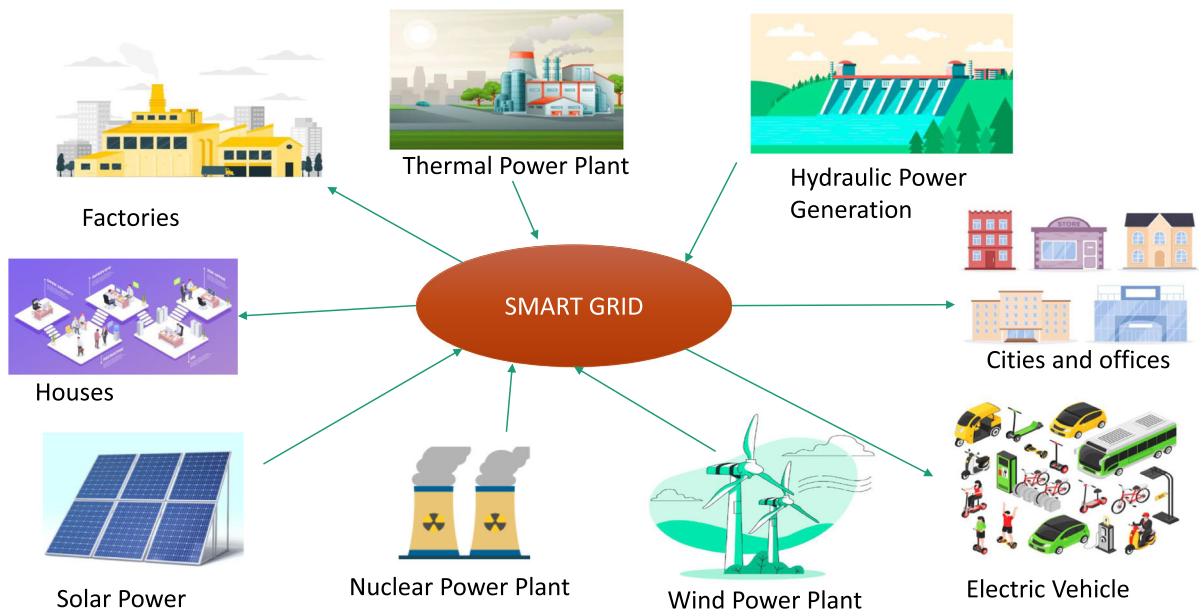 Thermal Power Plant
Hydraulic Power
Generation
Factories
STORE
SMART GRID
Cities and offices
Houses
Solar Power
Nuclear Power Plant
Wind Power Plant
Electric Vehicle